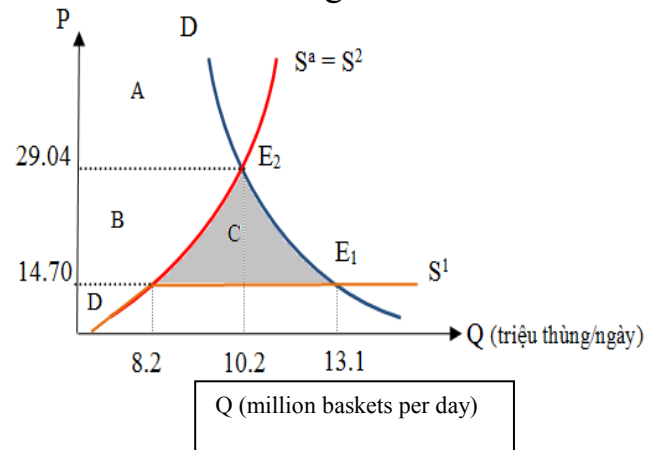 P
D
Sᵃ = S²
A
29.04
E₂
B
C
E₁
14.70
S¹
D
Q (triệu thùng/ngày)
8.2 10.2 13.1
Q (million baskets per day)